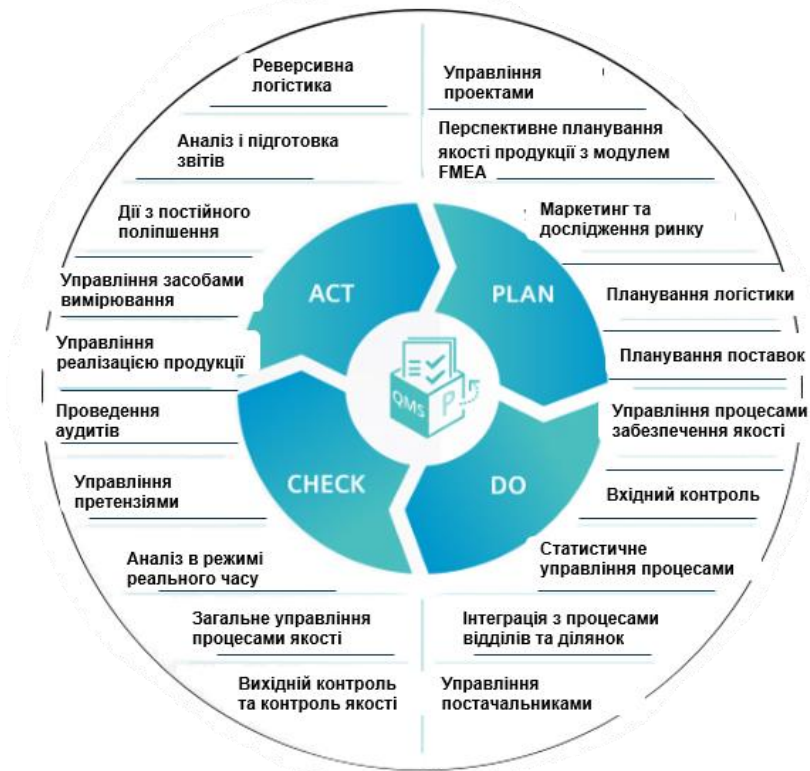 Реверсивна
логістика
Аналіз і підготовка
звітів
Дії з постійного
поліпшення
Управління засобами
вимірювання
Управління
реалізацією продукції
Проведення
аудитів
Управління
претензіями
Аналіз в режимі
реального часу
Загальне управління
процесами якості
Вихідній контроль
та контроль якості
Управління
проектами
Перспективне планування
якості продукції з модулем
FMEA
Маркетинг та
дослідження ринку
Планування логістики
Планування поставок
Управління процесами
забезпечення якості
Вхідний контроль
Статистичне
управління процесами
Інтеграція з процесами
відділів та ділянок
Управління
постачальниками
ACT
PLAN
CHECK
DO
QMS
P